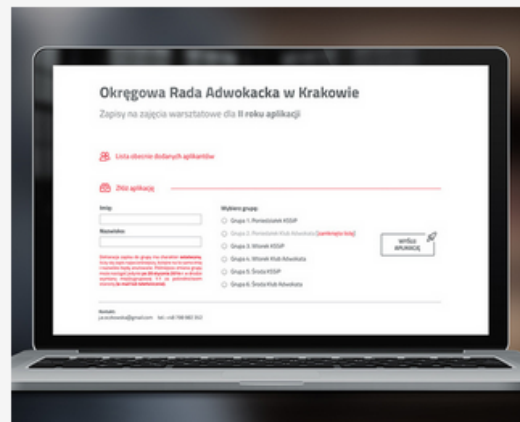 Okręgowa Rada Adwokacka w Krakowie
Zapisy na zajęcia warsztatowe dla II roku aplikacji
Lista obecnie dodanych aplikantów
Złóż aplikację
Imię:
Nazwisko:
Wybierz grupę:
Grupa 1: Poniedziałek KSSiP
Grupa 2: Poniedziałek Klub Adwokata [zamknięta lista]
Grupa 3: Wtorek KSSiP
Grupa 4: Wtorek Klub Adwokata
Grupa 5: Środa KSSiP
Grupa 6: Środa Klub Adwokata
WYŚLIJ
APLIKACJĘ
Kontakt: